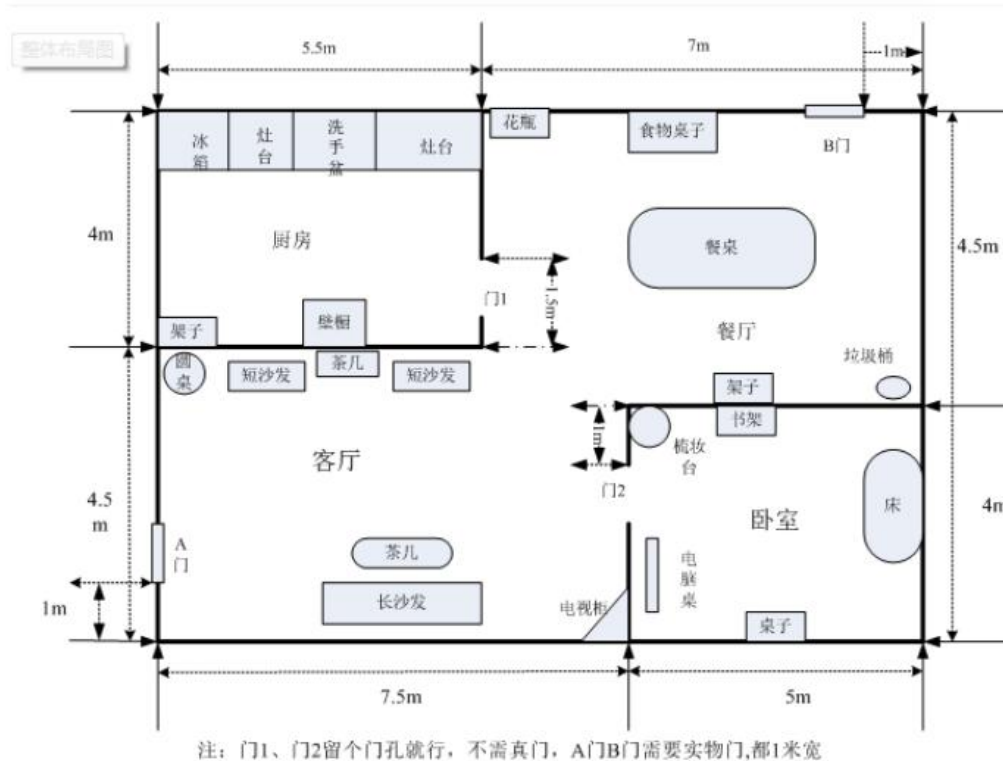 整体布局图
5.5m
7m
1m
冰箱
灶台
洗手盆
灶台
花瓶
食物桌子
B门
4m
厨房
餐桌
4.5m
门1
1.5m
餐厅
架子
壁橱
垃圾桶
圆桌
短沙发
茶几
短沙发
架子
书架
1m
梳妆台
客厅
门2
床
4m
4.5
m
卧室
A门
茶几
电脑桌
1m
长沙发
电视柜
桌子
7.5m
5m
注：门1、门2留个门孔就行，不需真门，A门B门需要实物门,都1米宽